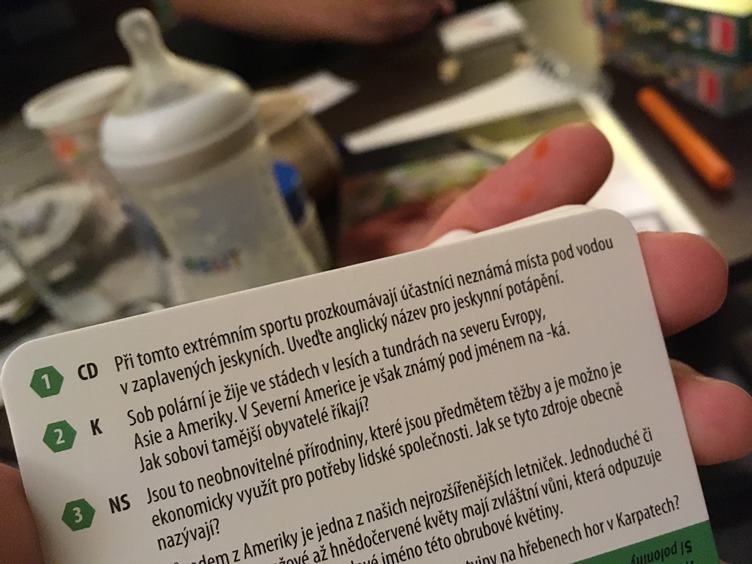 1 CD Při tomto extrémním sportu prozkoumávají účastníci neznámá místa pod vodou
v zaplavených jeskyních. Uveďte anglický název pro jeskynní potápění.
2 K Sob polární je žije ve stádech v lesích a tundrách na severu Evropy,
Asie a Ameriky. V Severní Americe je však známý pod jménem na -ká.
Jak sobovi tamější obyvatelé říkají?
3 NS Jsou to neobnovitelné přírodniny, které jsou předmětem těžby a je možno je
ekonomicky využít pro potřeby lidské společnosti. Jak se tyto zdroje obecně
nazývají?
z Ameriky je jedna z našich nejrozšířenějších letniček. Jednoduché či
až hnědočervené květy mají zvláštní vůni, která odpuzuje
jméno této obrubové květiny.
na hřebenech hor v Karpatech?
5) poloniny